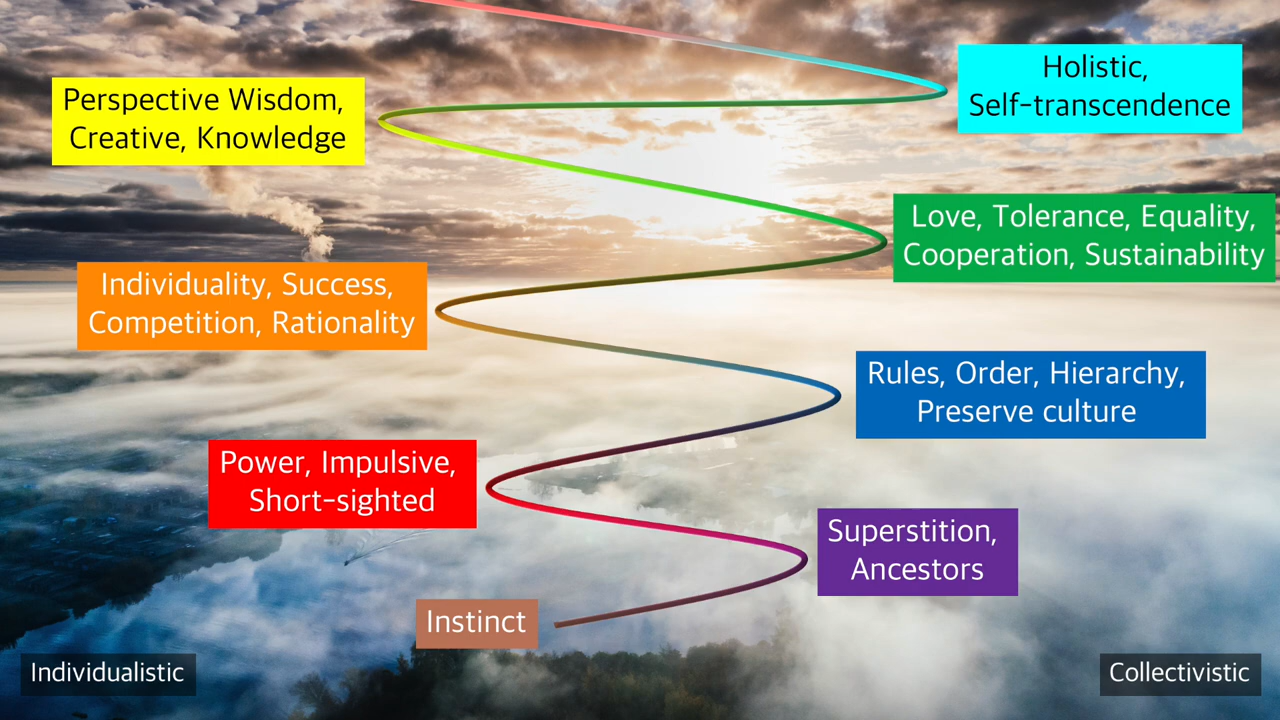 Holistic,
Self-transcendence
Perspective Wisdom,
Creative, Knowledge
Love, Tolerance, Equality,
Cooperation, Sustainability
Individuality, Success,
Competition, Rationality
Rules, Order, Hierarchy,
Preserve culture
Power, Impulsive,
Short-sighted
Superstition,
Ancestors
Instinct
Individualistic
Collectivistic